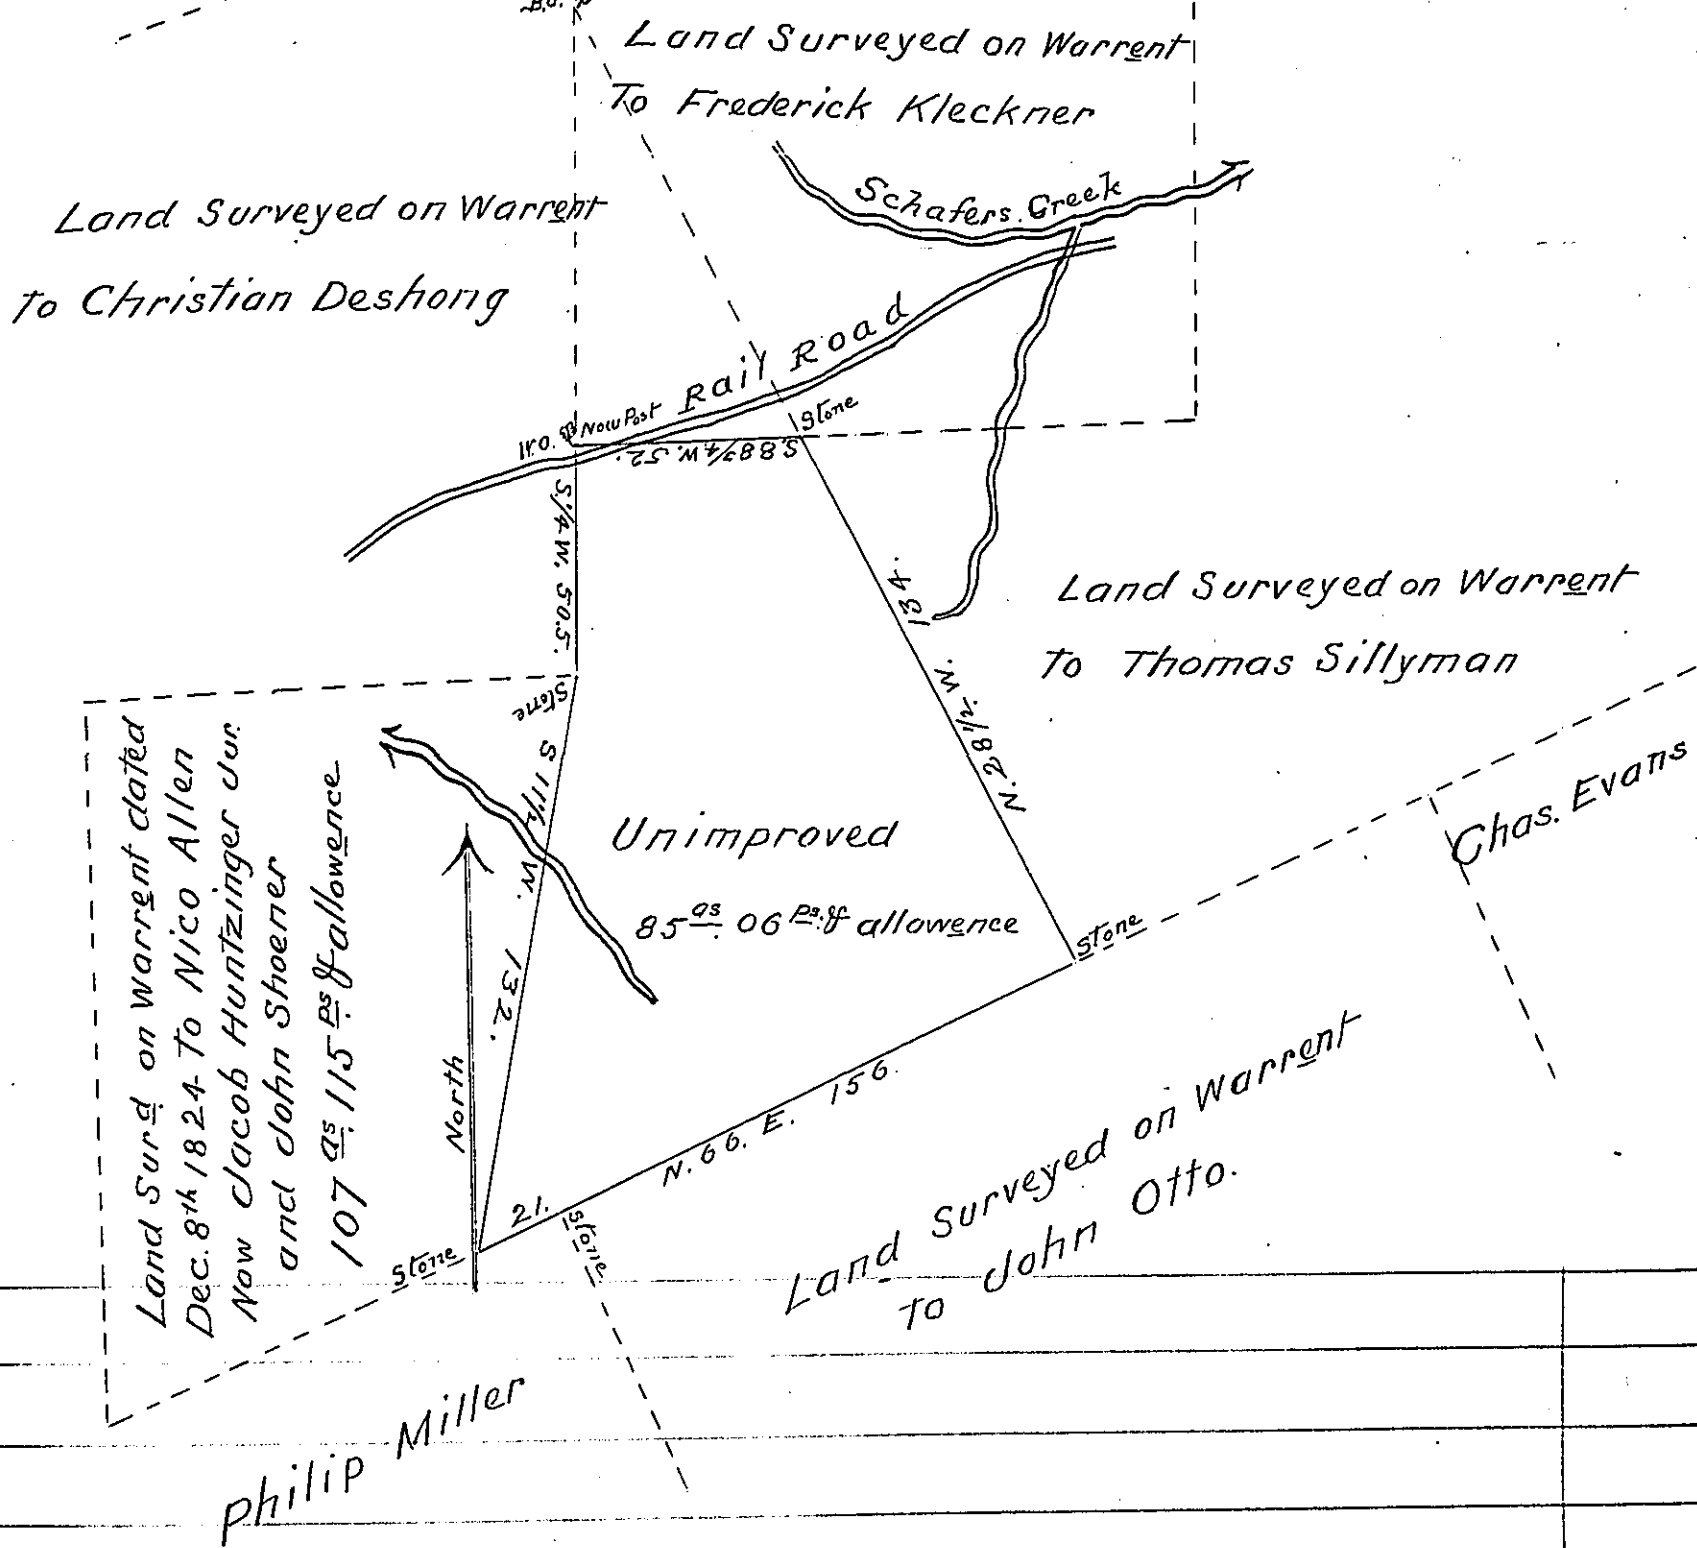 Land Surveyed on Warrent
To Frederick Kleckner
Schafers Creek
Land Surveyed on Warrent
To Christian Deshong
Rail Road
W.O. Now Post
Stone
S.88 3/4 W. 52.
S. 1/4 W. 50.5.
Stone
S 11 1/2 W. 132.
N. 28 1/2 W. 134.
Land Surveyed on Warrent
To Thomas Sillyman
Chas. Evans
Unimproved
85 as. 06 ps. & allowence
Stone
Land Surd on Warrent dated
Dec. 8th 1824 To Nico Allen
Now Jacob Huntzinger Jur.
and John Shoener
107 as. 115 ps & allowence
North
N. 66. E. 156.
21.
Stone
Stone
Land Surveyed on Warrent
To John Otto.
Philip Miller